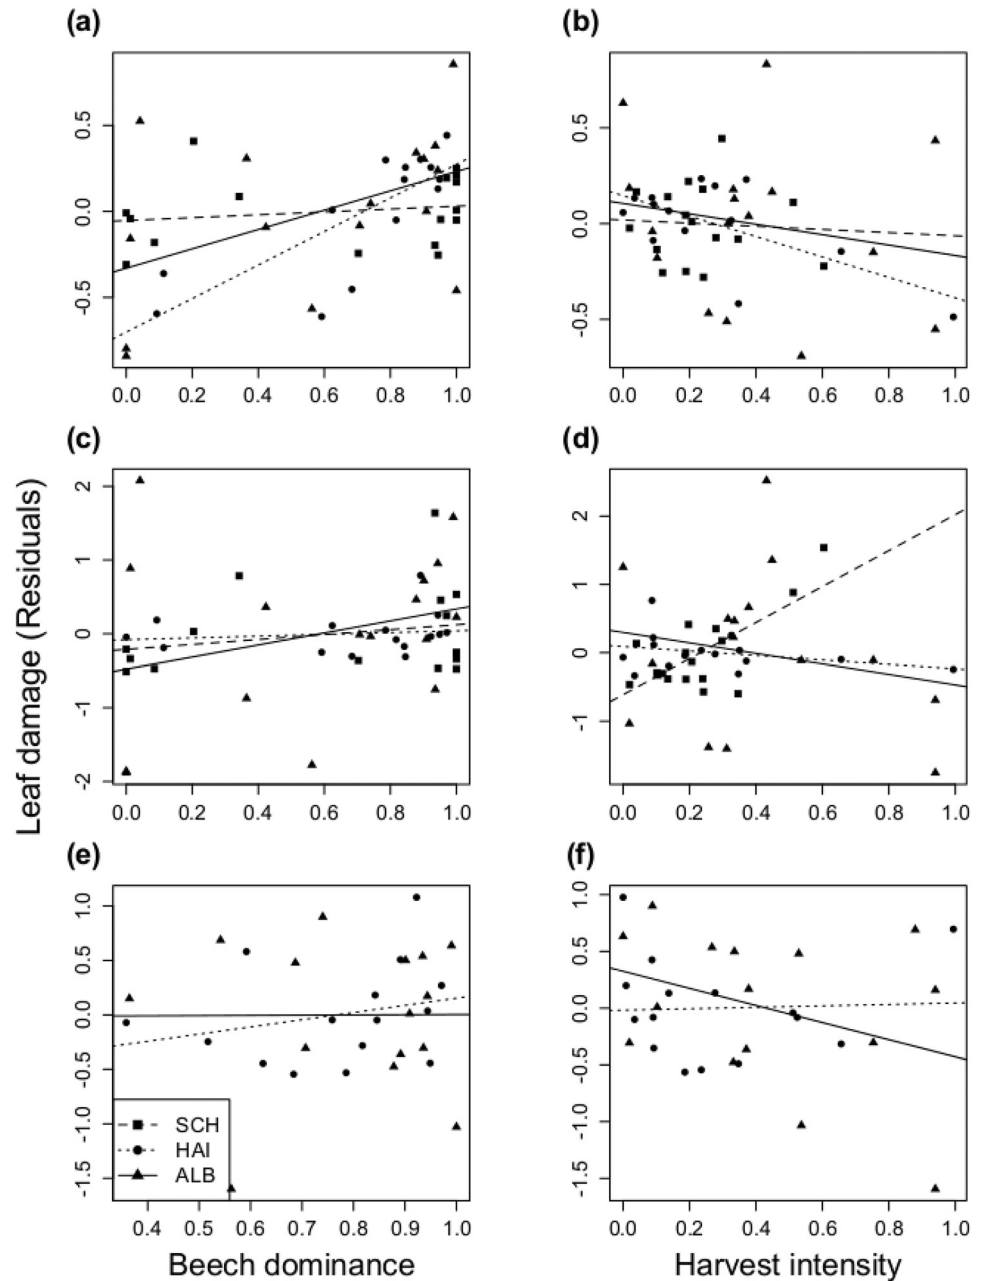 (a)
(b)
0.5
0.0
-0.5
0.5
0.0
-0.5
0.0 0.2 0.4 0.6 0.8 1.0
0.0 0.2 0.4 0.6 0.8 1.0
(c)
(d)
Leaf damage (Residuals)
2
1
0
-1
-2
2
1
0
-1
0.0 0.2 0.4 0.6 0.8 1.0
0.0 0.2 0.4 0.6 0.8 1.0
(e)
(f)
1.0
0.5
0.0
-0.5
-1.0
-1.5
1.0
0.5
0.0
-0.5
-1.0
-1.5
SCH
HAI
ALB
0.4 0.5 0.6 0.7 0.8 0.9 1.0
0.0 0.2 0.4 0.6 0.8 1.0
Beech dominance
Harvest intensity